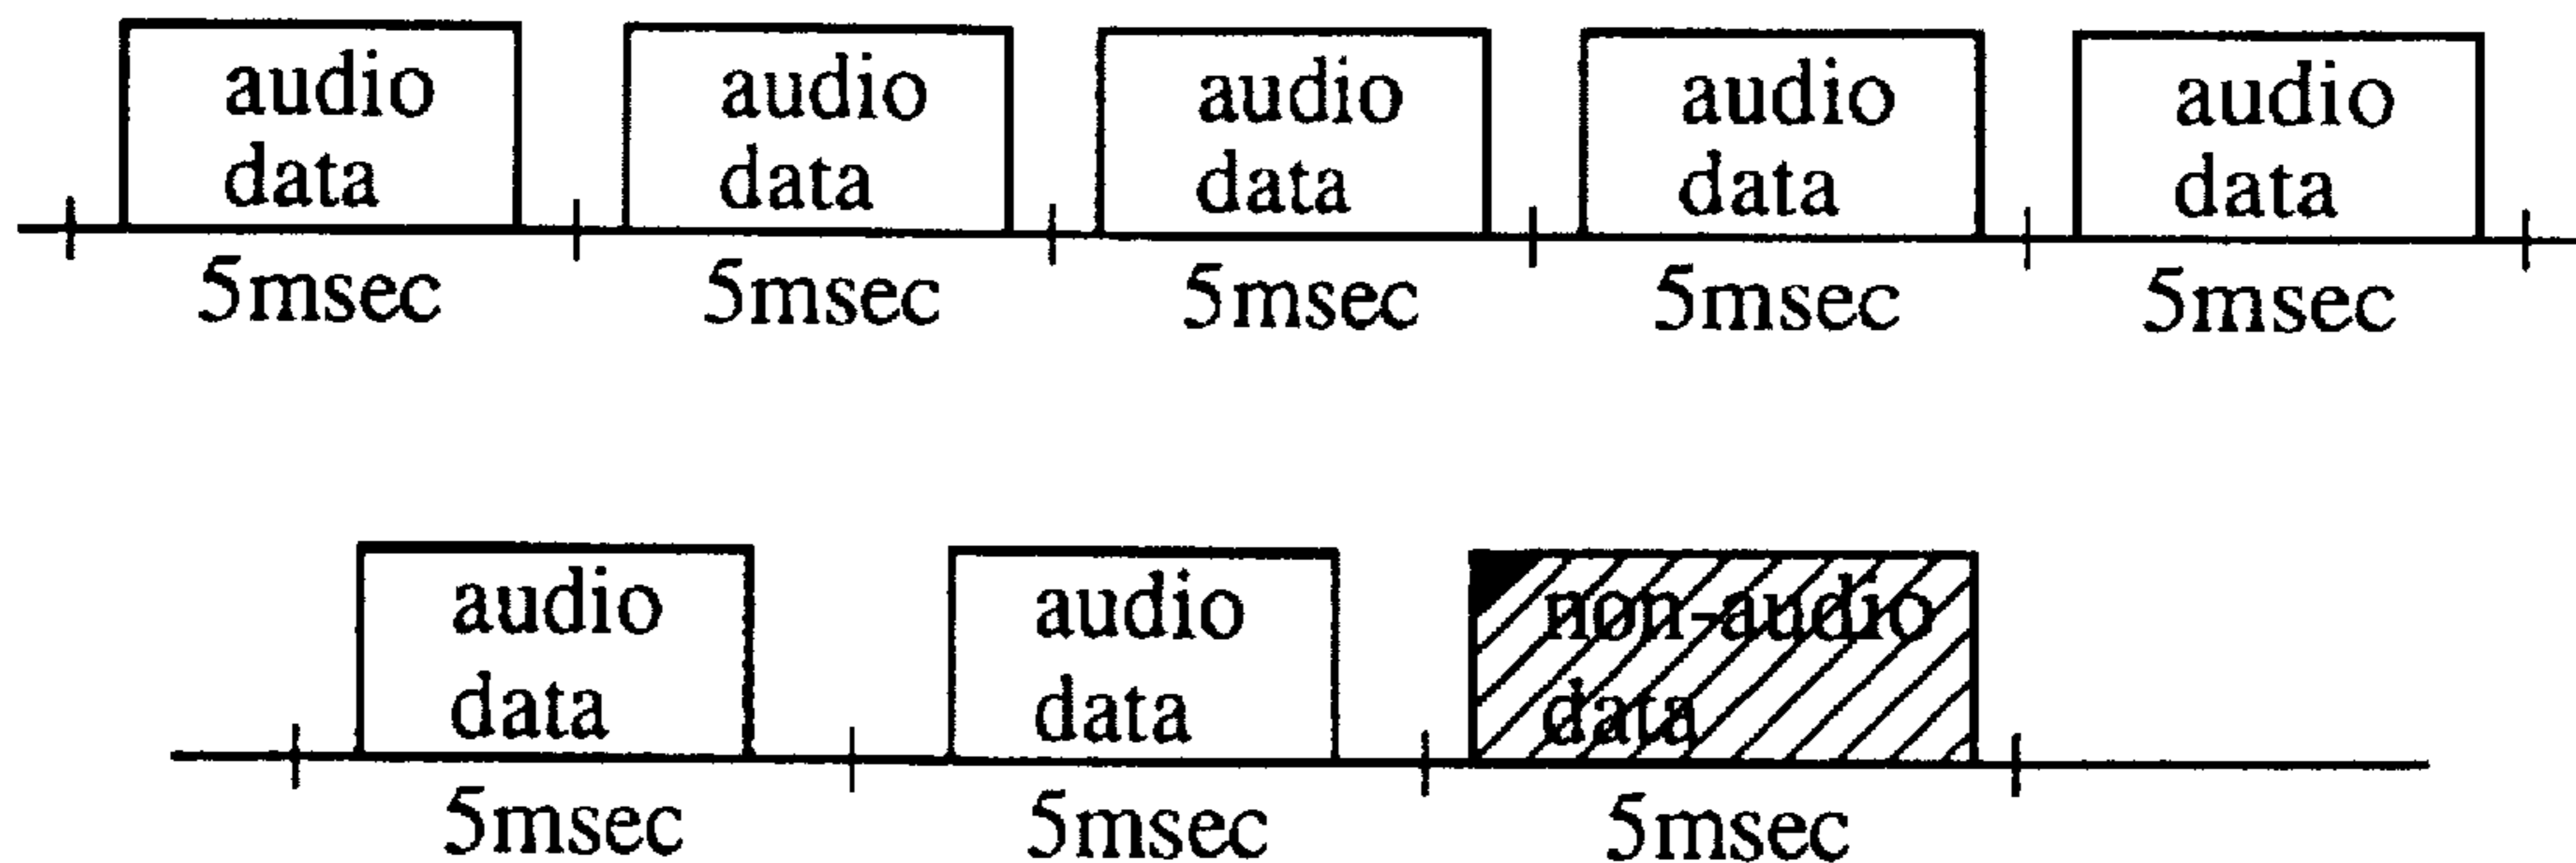 audio audio audio audio audio
data data data data data
5msec 5msec 5msec 5msec 5msec
audio audio non-audio
data data data
5msec 5msec 5msec